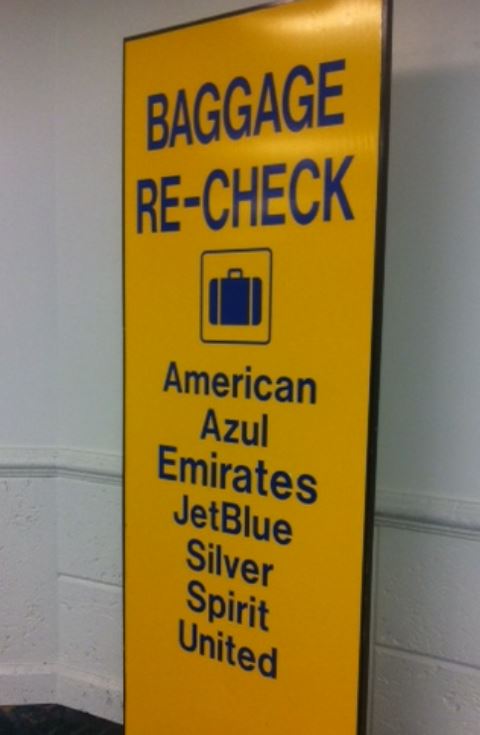 BAGGAGE
RE-CHECK
American
Azul
Emirates
JetBlue
Silver
Spirit
United